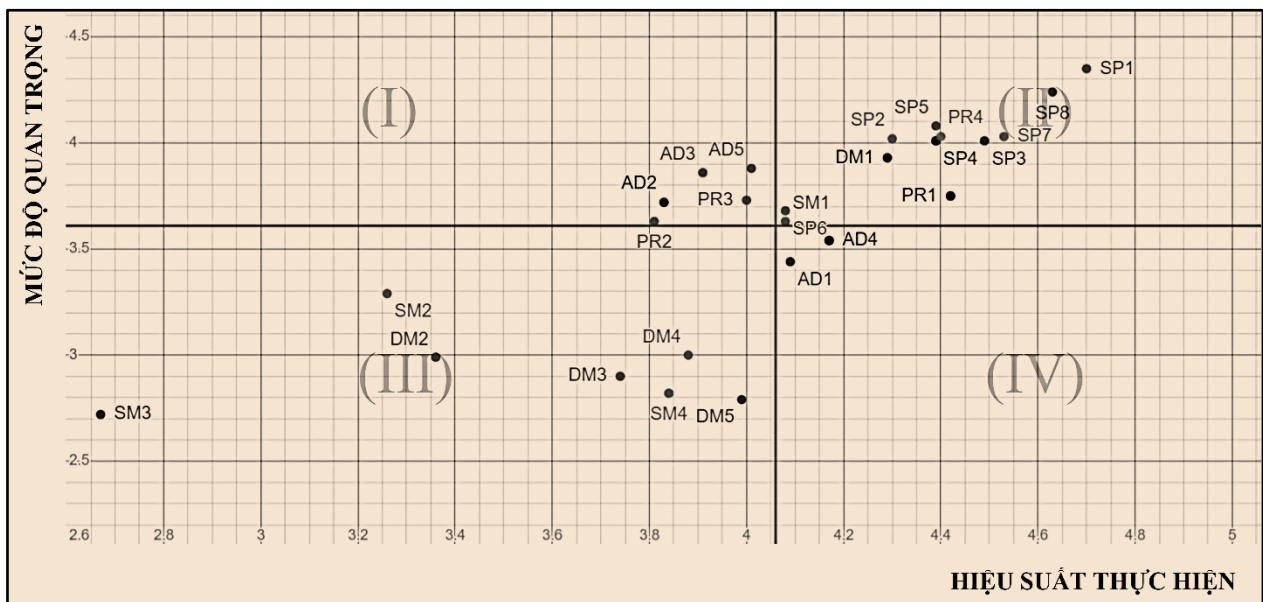 MỨC ĐỘ QUAN TRỌNG
4.5
4
3.5
3
2.5
(I)
(II)
(III)
(IV)
SP1
SP8
SP5
PR4
SP2
SP7
DM1
SP4
SP3
AD3
AD5
AD2
PR3
PR1
SM1
SP6
PR2
AD4
AD1
SM2
DM2
DM4
DM3
SM4
DM5
SM3
2.6 2.8 3 3.2 3.4 3.6 3.8 4 4.2 4.4 4.6 4.8 5
HIỆU SUẤT THỰC HIỆN